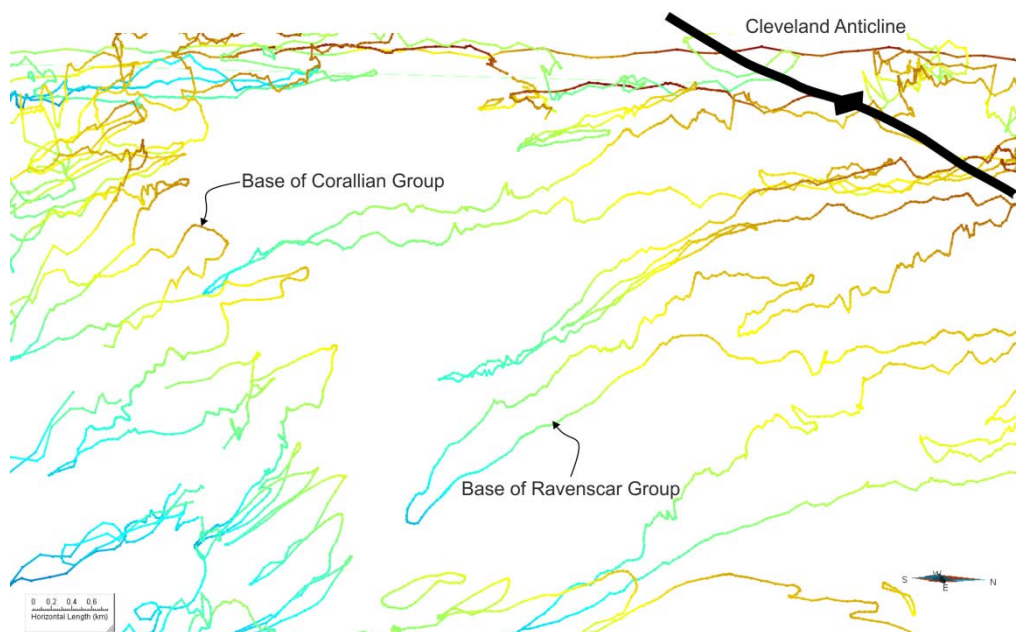 Cleveland Anticline
Base of Corallian Group
Base of Ravenscar Group
W
S
N
E
0 0.2 0.4 0.6
Horizontal Length (km)